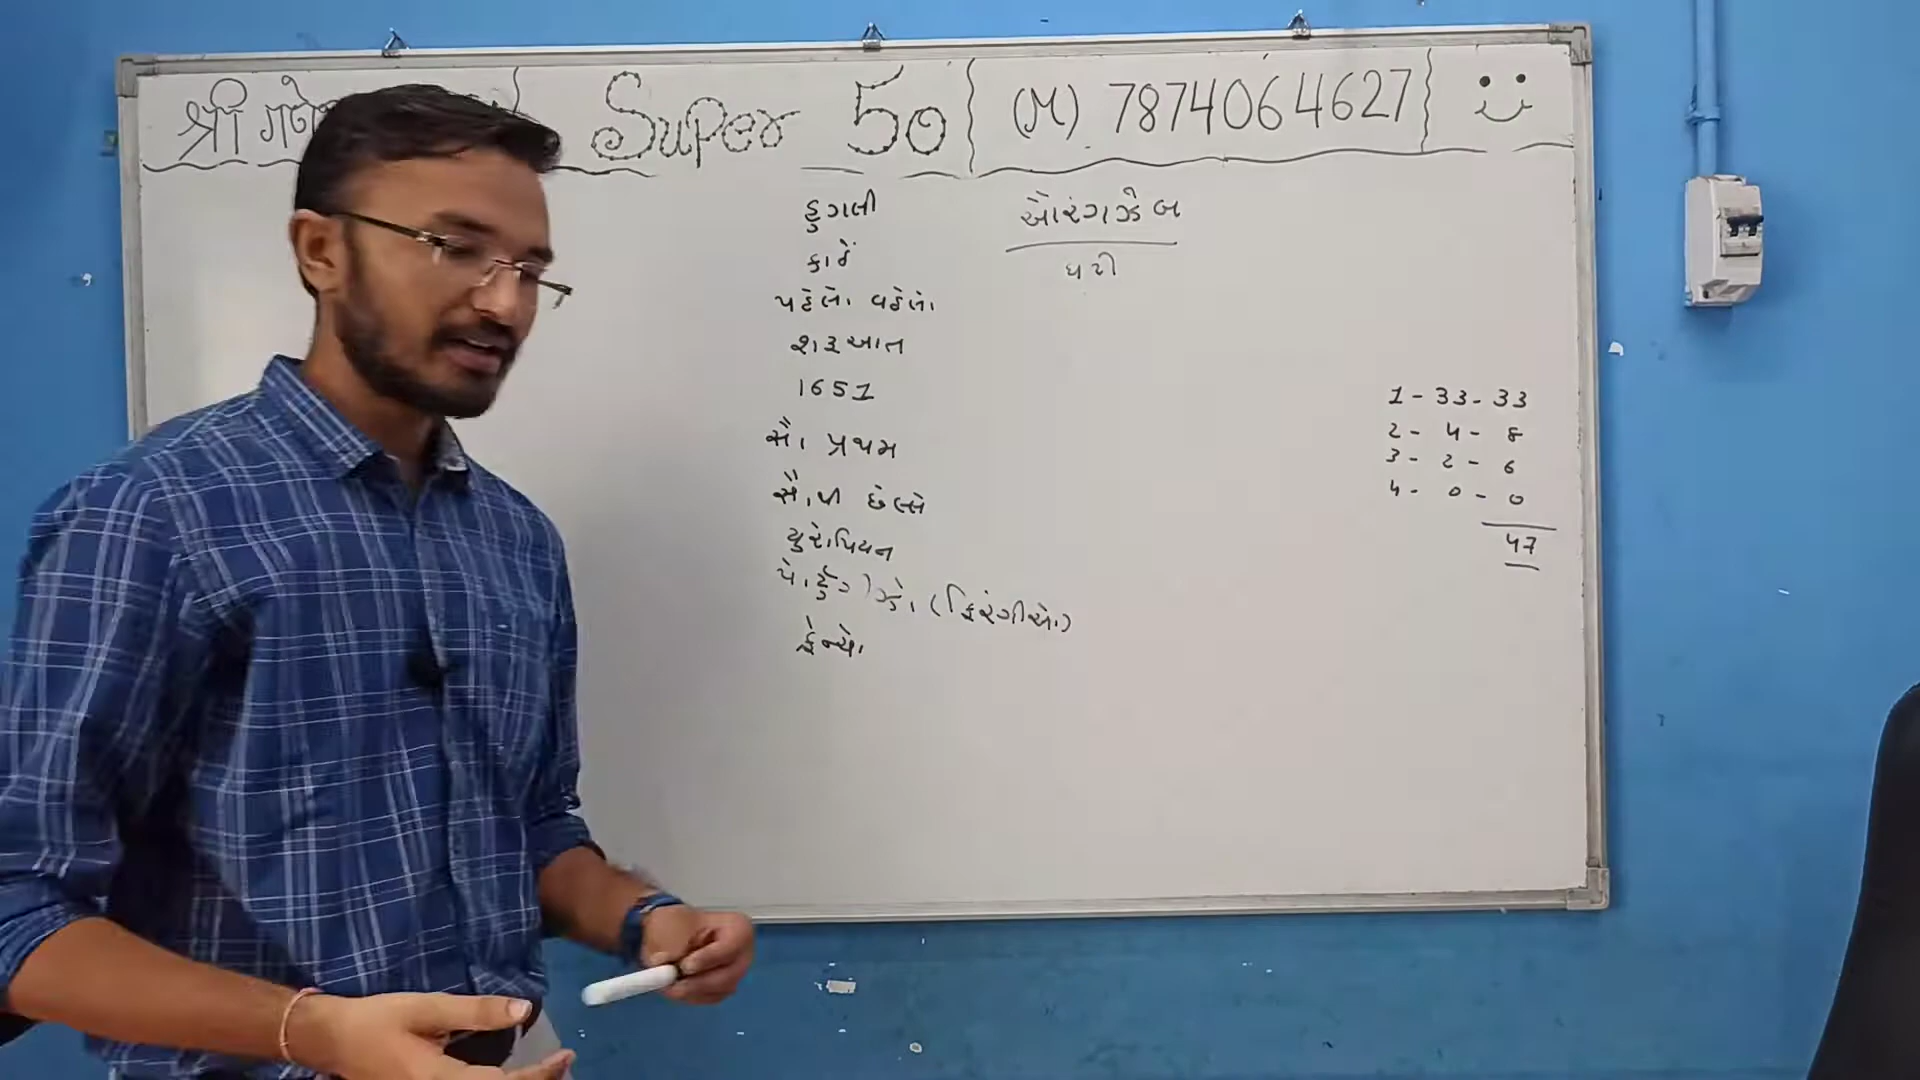 श्री गणेश Super 50 (M) 7874064627
હુગલી
કાંઠે
પહેલો વહેલો
શરૂઆત
1651
સૌ પ્રથમ
સૌથી છેલ્લે
યુરોપિયન
પોર્ટુગીઝો (ફિરંગીઓ)
ફ્રેન્ચો
ઔરંગઝેબ
1 - 33 - 33
2 - 4 - 8
3 - 2 - 6
4 - 0 - 0
47